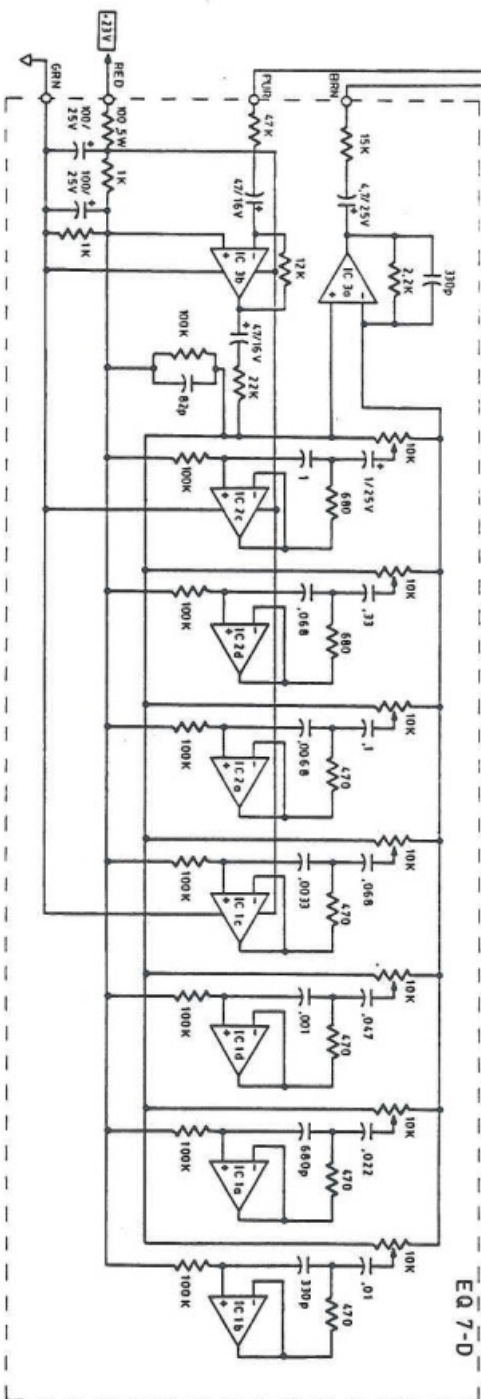 EQ 7-D
+23V
RED
GRN
PUR
BRN
100 .5W
1K
100/
25V
100/
25V
1K
47K
47/16V
12K
IC 3b
- +
47/16V
22K
100K
82p
15K
4,7/25V
IC 3a
- +
2,2K
330p
10K
1/25V
680
1
100K
IC 2c
- +
10K
,33
680
,068
100K
IC 2d
- +
10K
,1
470
,0068
100K
IC 2a
- +
10K
,068
470
,0033
100K
IC 1c
- +
10K
,047
470
,001
100K
IC 1d
- +
10K
,022
470
680p
100K
IC 1a
- +
10K
,01
470
330p
100K
IC 1b
- +